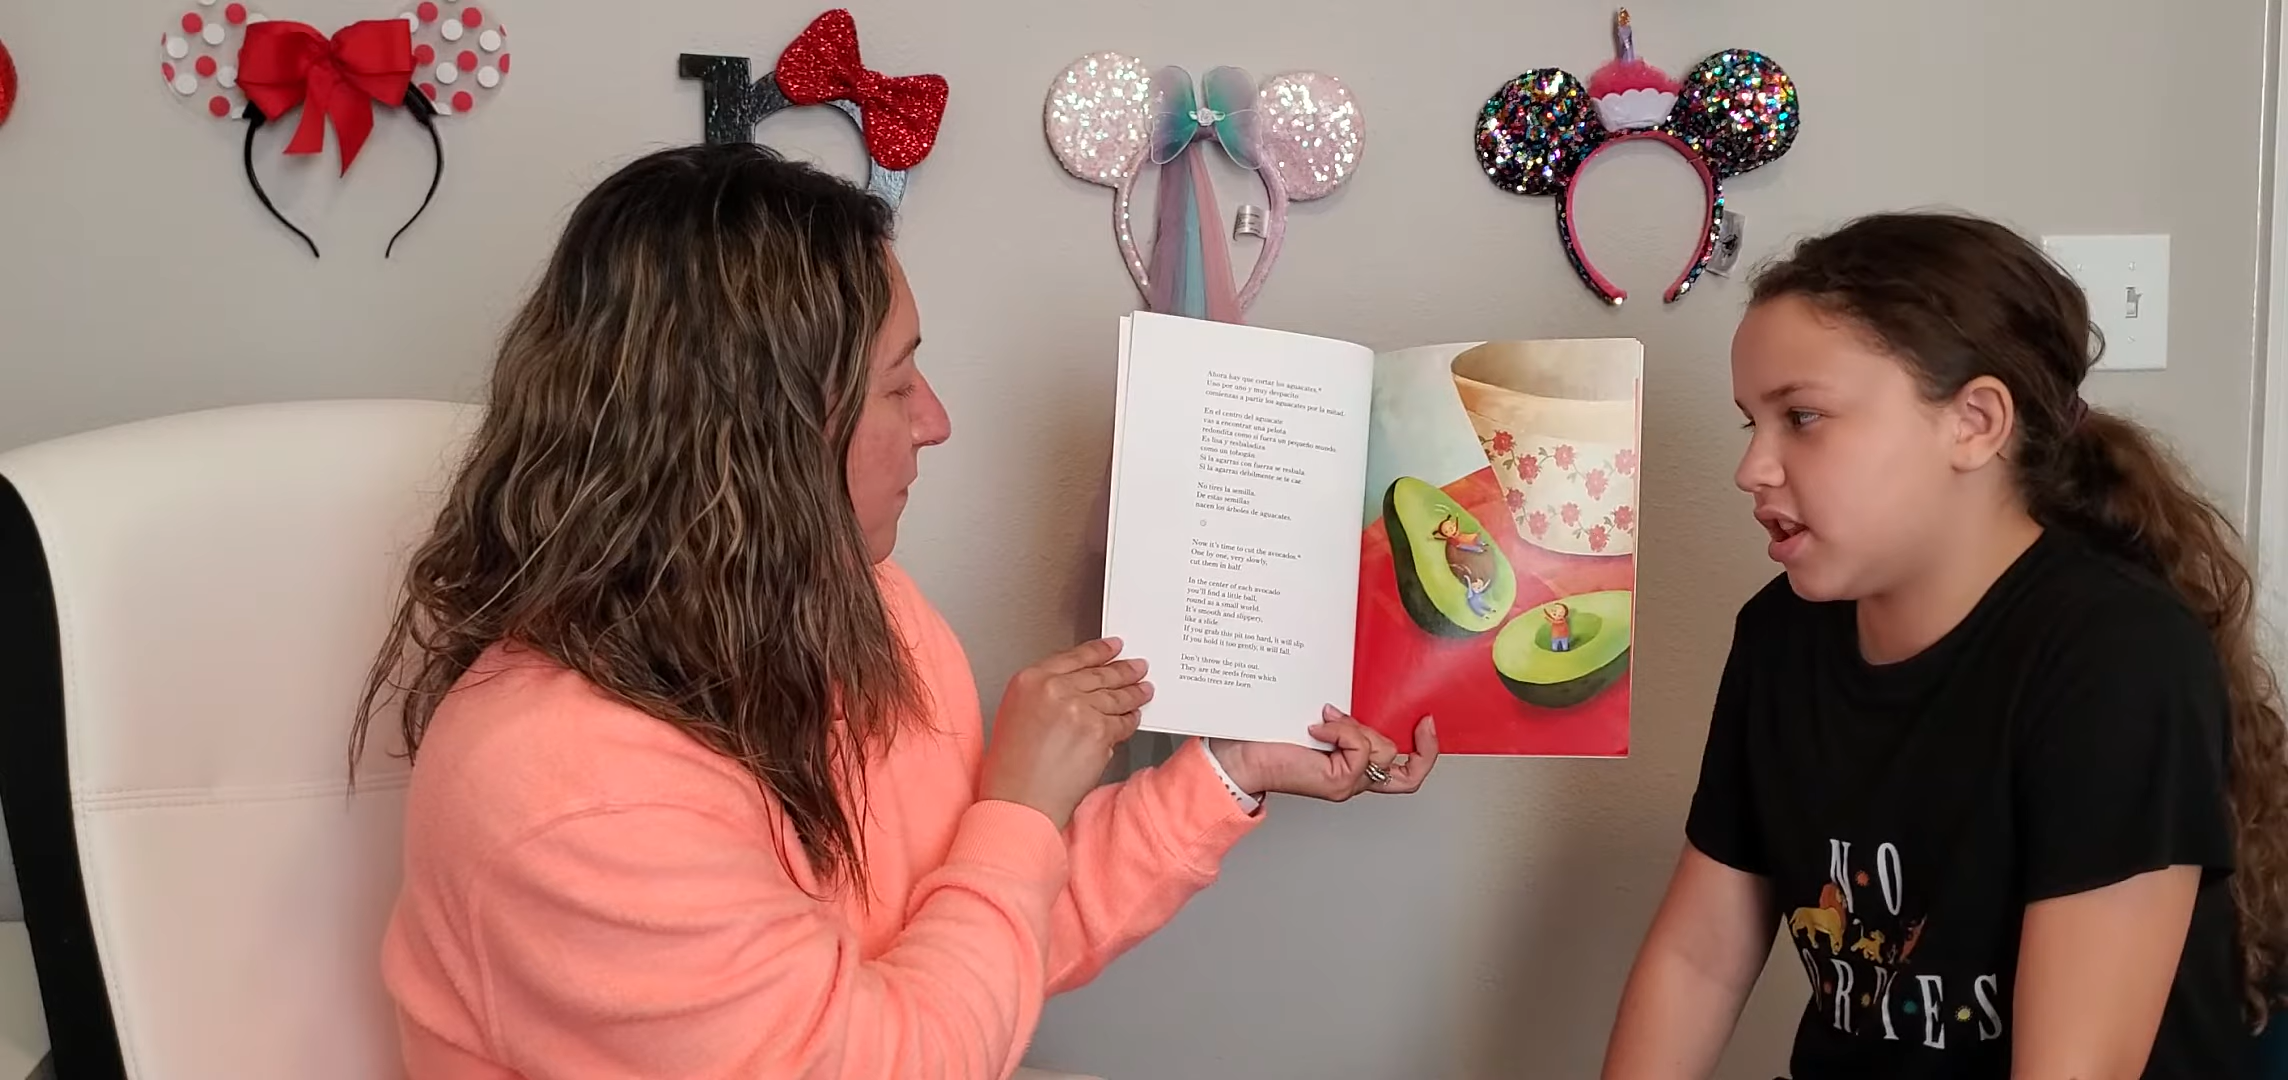 Ahora hay que cortar los aguacates.*
Uno por uno y muy despacito
comienzas a partir los aguacates por la mitad.
En el centro del aguacate
vas a encontrar una pelota
redondita como si fuera un pequeño mundo.
Es lisa y resbaladiza
como un tobogán.
Si la agarras con fuerza se resbala.
Si la agarras débilmente se te cae.
No tires la semilla.
De estas semillas
nacen los árboles de aguacates.
Now it's time to cut the avocados.*
One by one, very slowly,
cut them in half.
In the center of each avocado
you'll find a little ball,
round as a small world.
It's smooth and slippery,
like a slide.
If you grab this pit too hard, it will slip.
If you hold it too gently, it will fall.
Don't throw the pits out.
They are the seeds from which
avocado trees are born.
NO
ORRIES